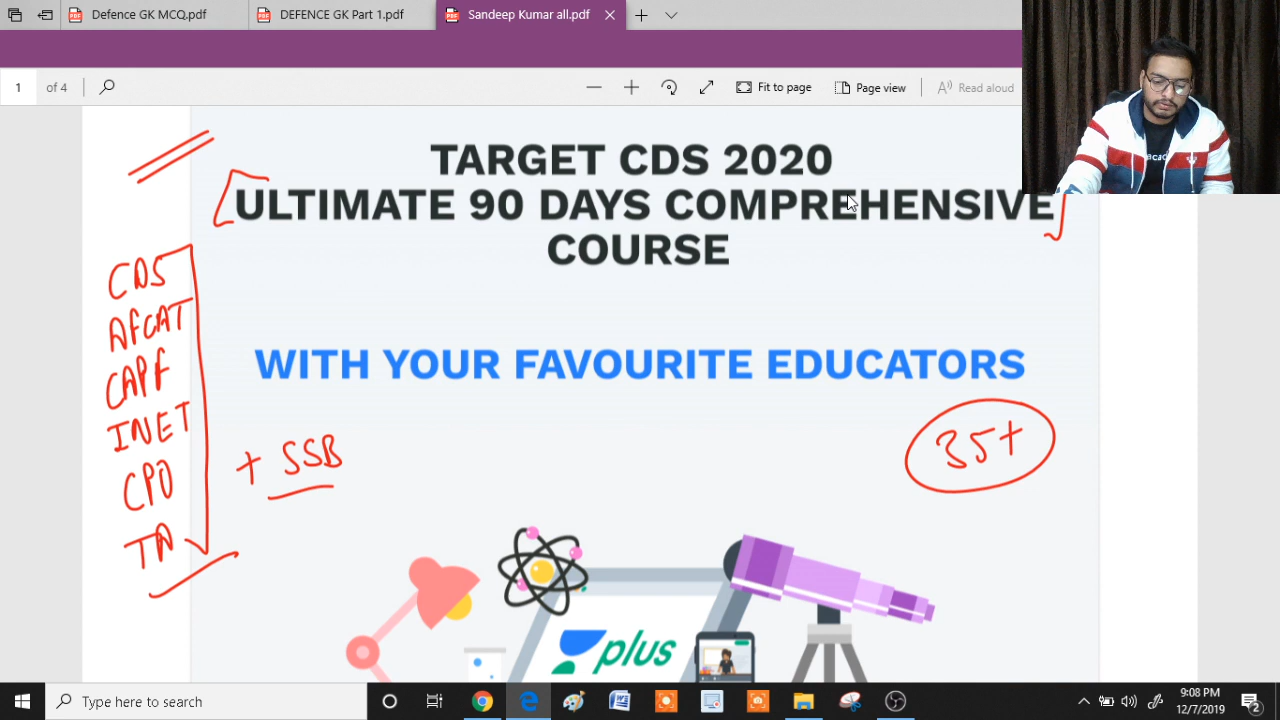 Defence GK MCQ.pdf
DEFENCE GK Part 1.pdf
Sandeep Kumar all.pdf
1 of 4
Fit to page
Page view
Read aloud
TARGET CDS 2020
ULTIMATE 90 DAYS COMPREHENSIVE
COURSE
WITH YOUR FAVOURITE EDUCATORS
CDS
AFCAT
CAPF
INET
CPO
TA
+ SSB
35+
plus
Type here to search
9:08 PM
12/7/2019
2